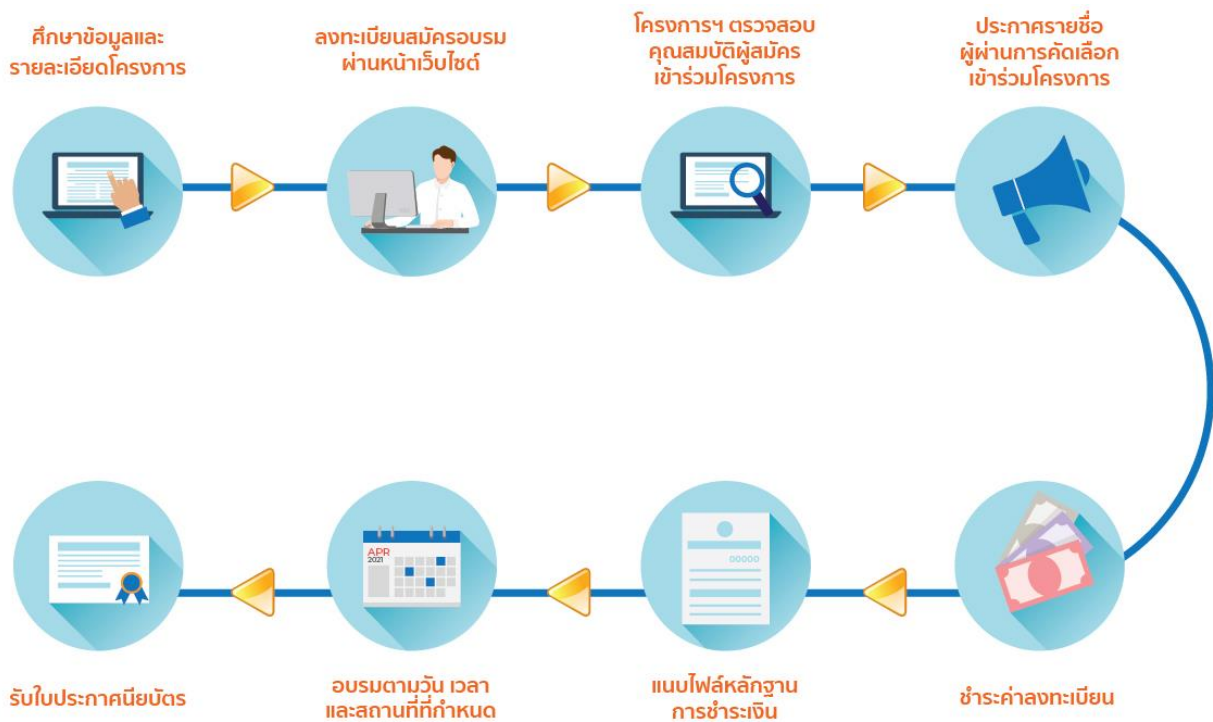 ศึกษาข้อมูลและ
รายละเอียดโครงการ
ลงทะเบียนสมัครอบรม
ผ่านหน้าเว็บไซต์
โครงการฯ ตรวจสอบ
คุณสมบัติผู้สมัคร
เข้าร่วมโครงการ
ประกาศรายชื่อ
ผู้ผ่านการคัดเลือก
เข้าร่วมโครงการ
ชำระค่าลงทะเบียน
แนบไฟล์หลักฐาน
การชำระเงิน
APR
2021
อบรมตามวัน เวลา
และสถานที่ที่กำหนด
รับใบประกาศนียบัตร